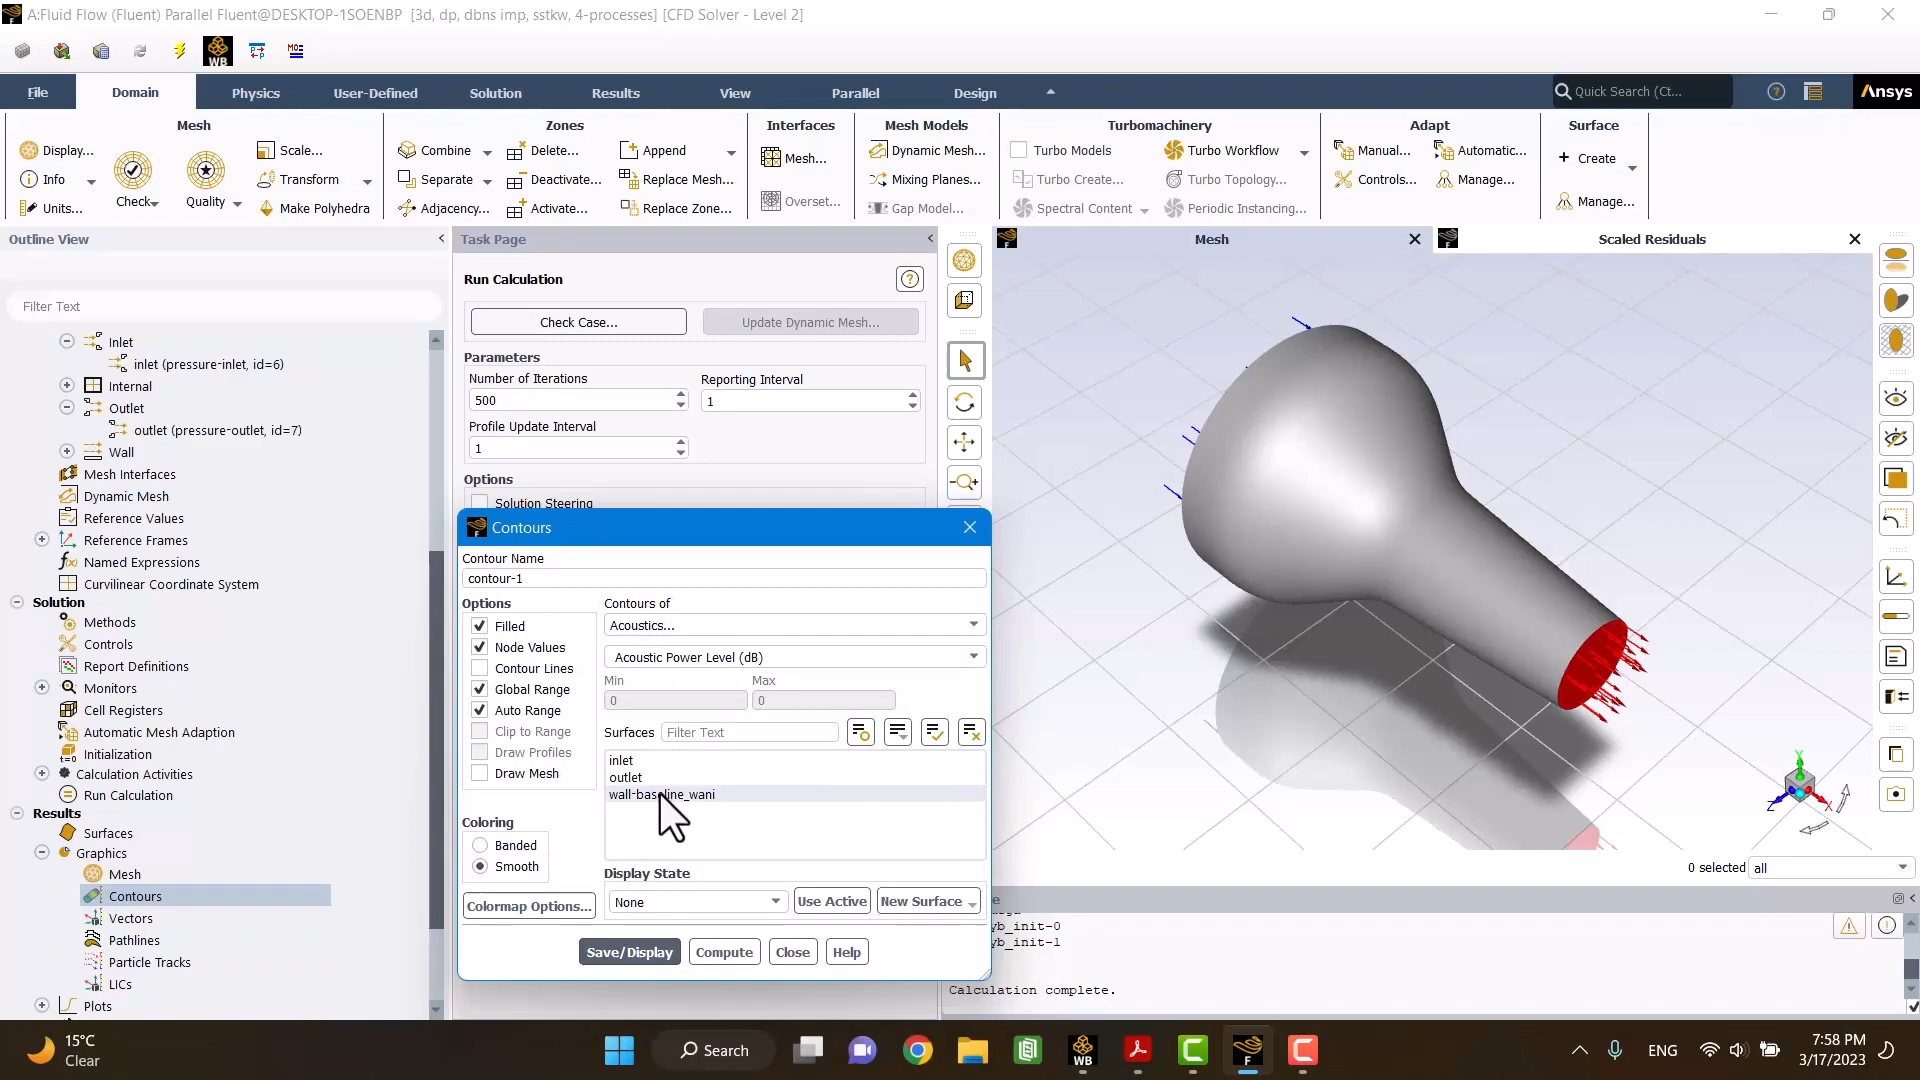 A:Fluid Flow (Fluent) Parallel Fluent@DESKTOP-1SOENBP [3d, dp, dbns imp, sstkw, 4-processes] [CFD Solver - Level 2]
WB
File Domain Physics User-Defined Solution Results View Parallel Design Quick Search (Ct... Ansys
Mesh Zones Interfaces Mesh Models Turbomachinery Adapt Surface
Display... Scale... Combine Delete... Append Mesh... Dynamic Mesh... Turbo Models Turbo Workflow Manual... Automatic... Create
Info Transform Separate Deactivate... Replace Mesh... Mixing Planes... Turbo Create... Turbo Topology... Controls... Manage...
Units... Check Quality Make Polyhedra Adjacency... Activate... Replace Zone... Overset... Gap Model... Spectral Content Periodic Instancing... Manage...
Outline View
Filter Text
Inlet
inlet (pressure-inlet, id=6)
Internal
Outlet
outlet (pressure-outlet, id=7)
Wall
Mesh Interfaces
Dynamic Mesh
Reference Values
Reference Frames
Named Expressions
Curvilinear Coordinate System
Solution
Methods
Controls
Report Definitions
Monitors
Cell Registers
Automatic Mesh Adaption
Initialization
Calculation Activities
Run Calculation
Results
Surfaces
Graphics
Mesh
Contours
Vectors
Pathlines
Particle Tracks
LICs
Plots
Task Page
Run Calculation
Check Case... Update Dynamic Mesh...
Parameters
Number of Iterations Reporting Interval
500 1
Profile Update Interval
1
Options
Solution Steering
Contours
Contour Name
contour-1
Options
Filled
Node Values
Contour Lines
Global Range
Auto Range
Clip to Range
Draw Profiles
Draw Mesh
Coloring
Banded
Smooth
Colormap Options...
Contours of
Acoustics...
Acoustic Power Level (dB)
Min Max
0 0
Surfaces Filter Text
inlet
outlet
wall-baseline_wani
Display State
None Use Active New Surface
Save/Display Compute Close Help
Mesh Scaled Residuals
Y
Z X
0 selected all
yb_init-0
yb_init-1
Calculation complete.
15°C
Clear
Search
WB
ENG
7:58 PM
3/17/2023